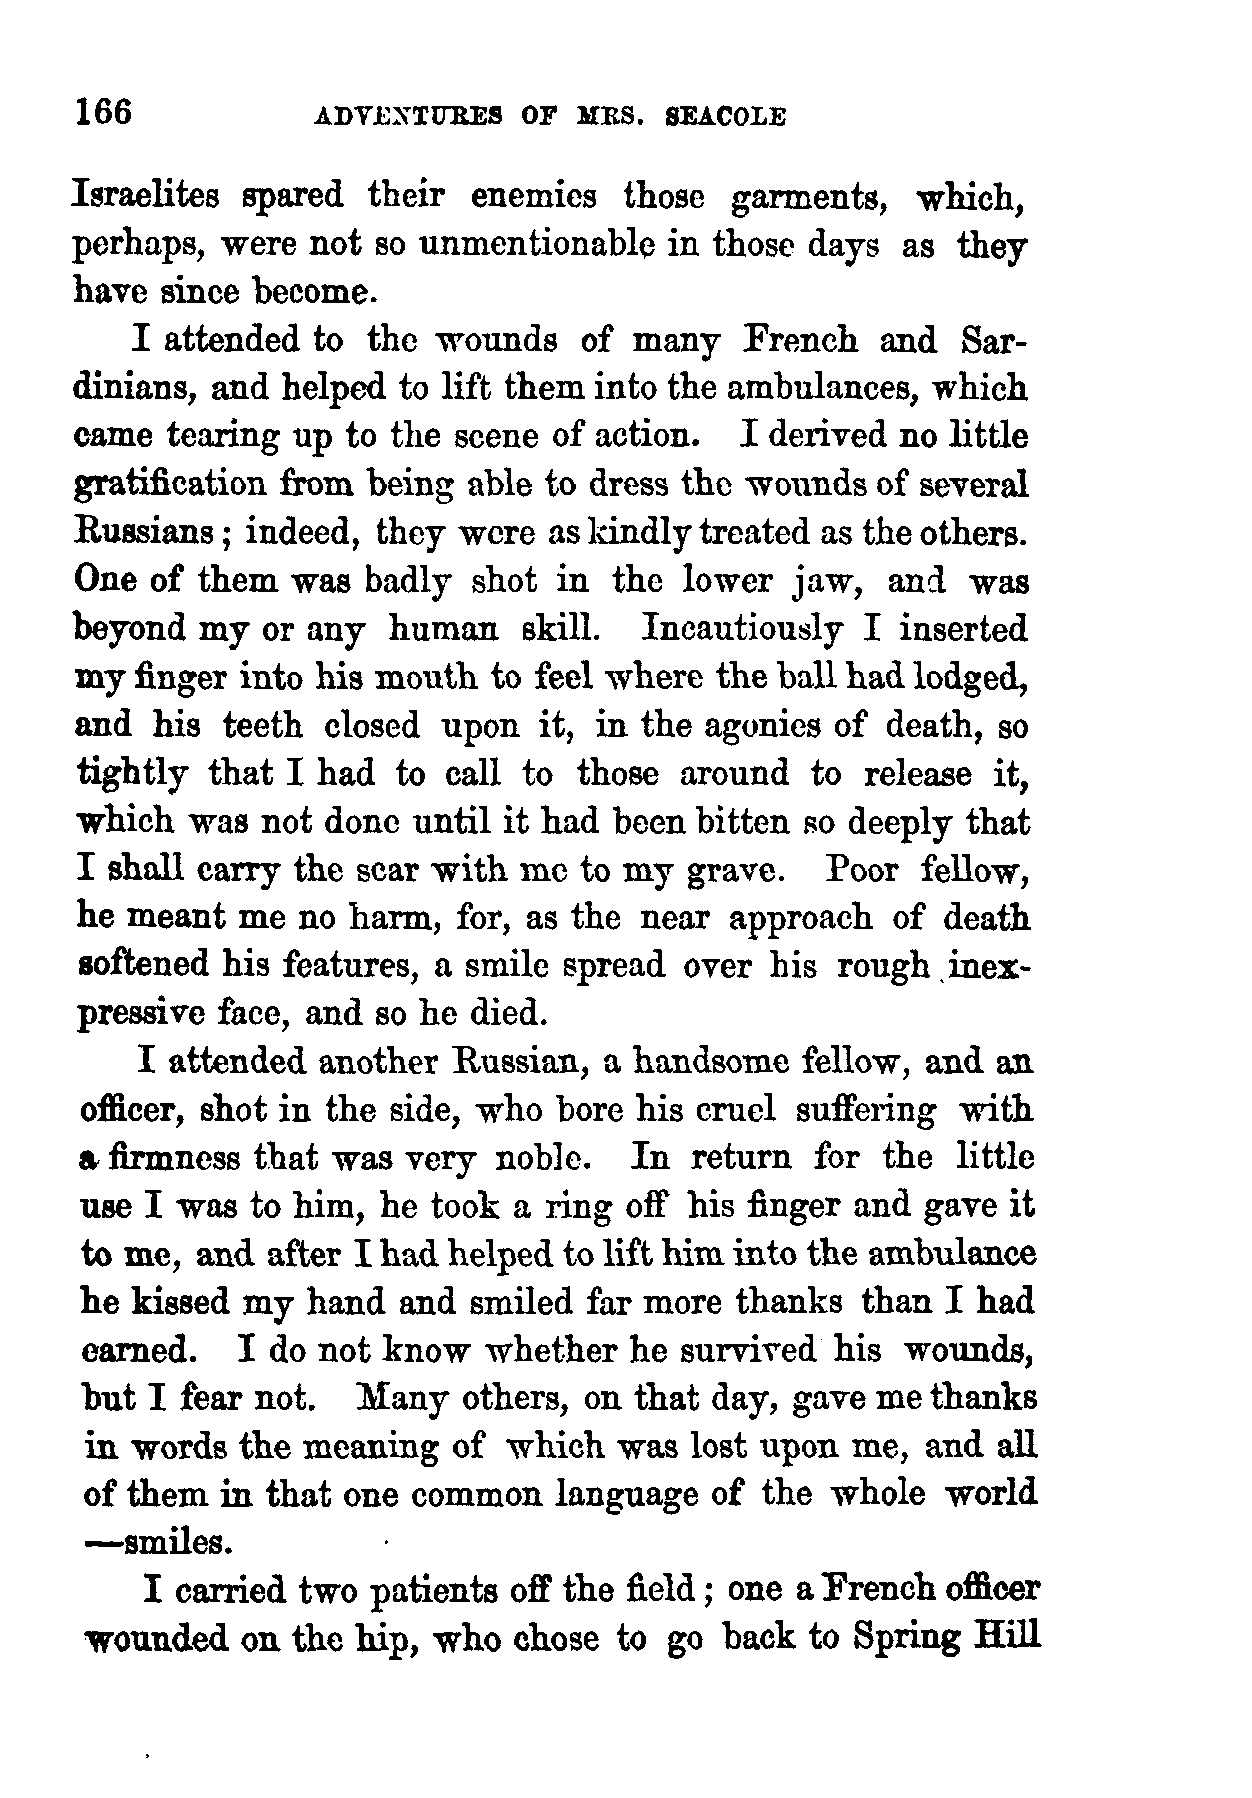 166 ADVENTURES OF MRS. SEACOLE
Israelites spared their enemies those garments, which,
perhaps, were not so unmentionable in those days as they
have since become.
I attended to the wounds of many French and Sar-
dinians, and helped to lift them into the ambulances, which
came tearing up to the scene of action. I derived no little
gratification from being able to dress the wounds of several
Russians; indeed, they were as kindly treated as the others.
One of them was badly shot in the lower jaw, and was
beyond my or any human skill. Incautiously I inserted
my finger into his mouth to feel where the ball had lodged,
and his teeth closed upon it, in the agonies of death, so
tightly that I had to call to those around to release it,
which was not done until it had been bitten so deeply that
I shall carry the scar with me to my grave. Poor fellow,
he meant me no harm, for, as the near approach of death
softened his features, a smile spread over his rough inex-
pressive face, and so he died.
I attended another Russian, a handsome fellow, and an
officer, shot in the side, who bore his cruel suffering with
a firmness that was very noble. In return for the little
use I was to him, he took a ring off his finger and gave it
to me, and after I had helped to lift him into the ambulance
he kissed my hand and smiled far more thanks than I had
earned. I do not know whether he survived his wounds,
but I fear not. Many others, on that day, gave me thanks
in words the meaning of which was lost upon me, and all
of them in that one common language of the whole world
—smiles.
I carried two patients off the field; one a French officer
wounded on the hip, who chose to go back to Spring Hill